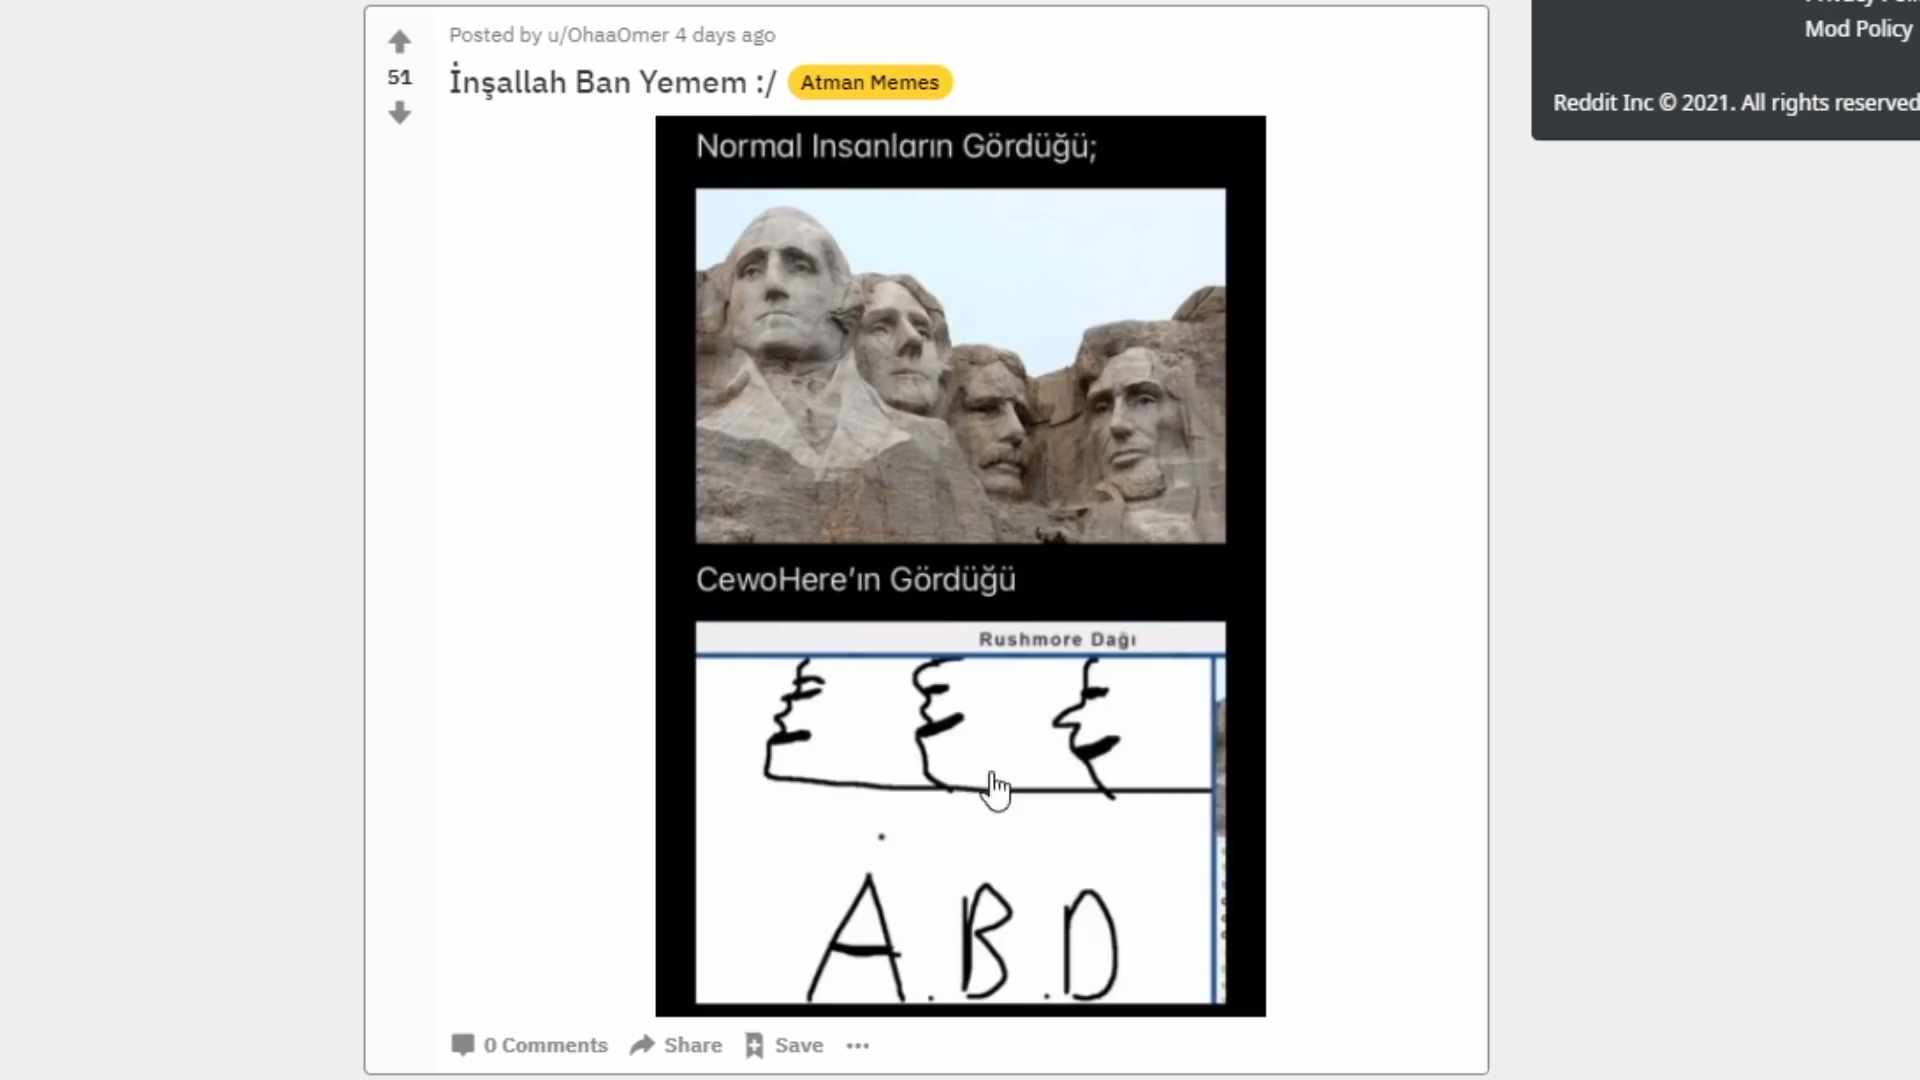 Posted by u/OhaaOmer 4 days ago
51
İnşallah Ban Yemem :/ Atman Memes
Normal Insanların Gördüğü;
CewoHere'ın Gördüğü
Rushmore Dağı
A.B.D
0 Comments Share Save
Mod Policy
Reddit Inc © 2021. All rights reserved